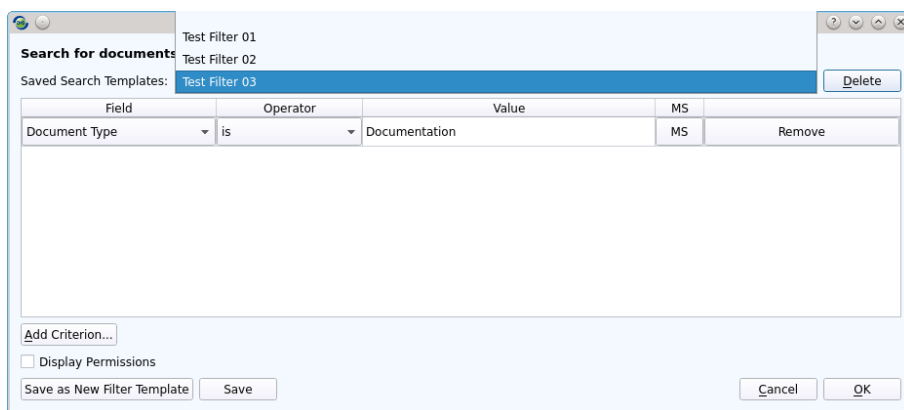 Test Filter 01
Search for documents
Test Filter 02
Saved Search Templates: Test Filter 03 Delete
Field Operator Value MS
Document Type is Documentation MS Remove
Add Criterion...
Display Permissions
Save as New Filter Template Save Cancel OK